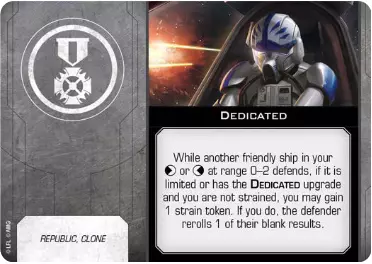 DEDICATED
While another friendly ship in your
or at range 0–2 defends, if it is
limited or has the DEDICATED upgrade
and you are not strained, you may gain
1 strain token. If you do, the defender
rerolls 1 of their blank results.
REPUBLIC, CLONE
© LFL © AMG